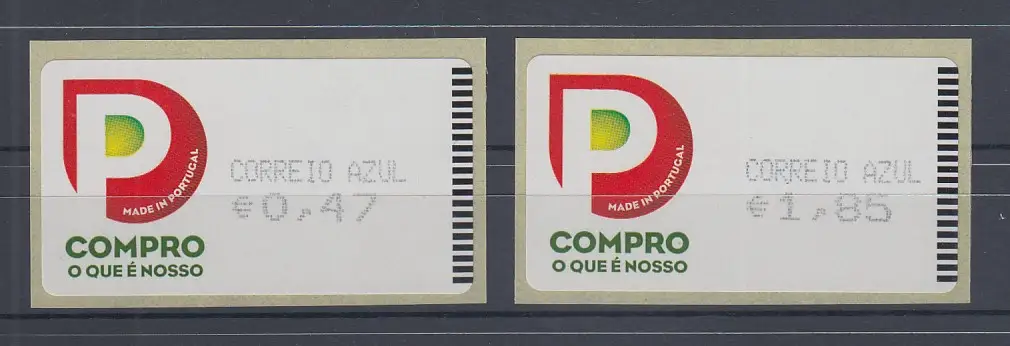 P
MADE IN PORTUGAL
COMPRO
O QUE É NOSSO
CORREIO AZUL
€0,47
P
MADE IN PORTUGAL
COMPRO
O QUE É NOSSO
CORREIO AZUL
€1,85